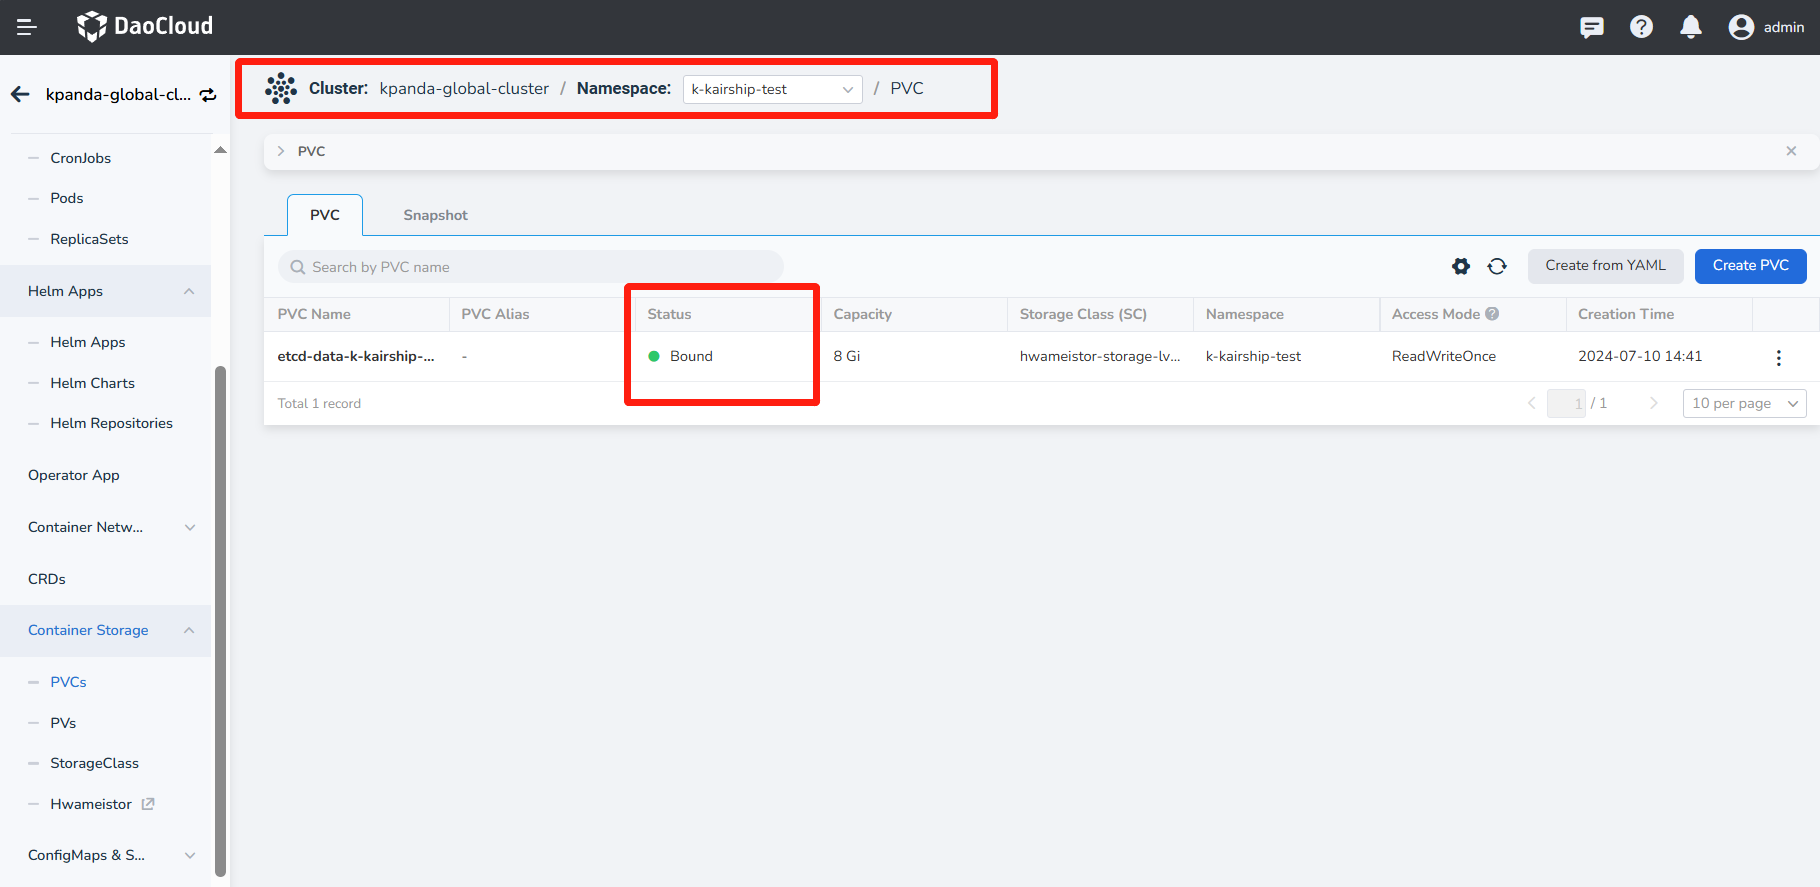 DaoCloud
admin
kpanda-global-cl...
Cluster: kpanda-global-cluster / Namespace: k-kairship-test / PVC
CronJobs
Pods
ReplicaSets
Helm Apps
Helm Apps
Helm Charts
Helm Repositories
Operator App
Container Netw...
CRDs
Container Storage
PVCs
PVs
StorageClass
Hwameistor
ConfigMaps & S...
PVC
PVC Snapshot
Search by PVC name
Create from YAML Create PVC
PVC Name PVC Alias Status Capacity Storage Class (SC) Namespace Access Mode Creation Time
etcd-data-k-kairship-... - Bound 8 Gi hwameistor-storage-lv... k-kairship-test ReadWriteOnce 2024-07-10 14:41
Total 1 record 1 / 1 10 per page